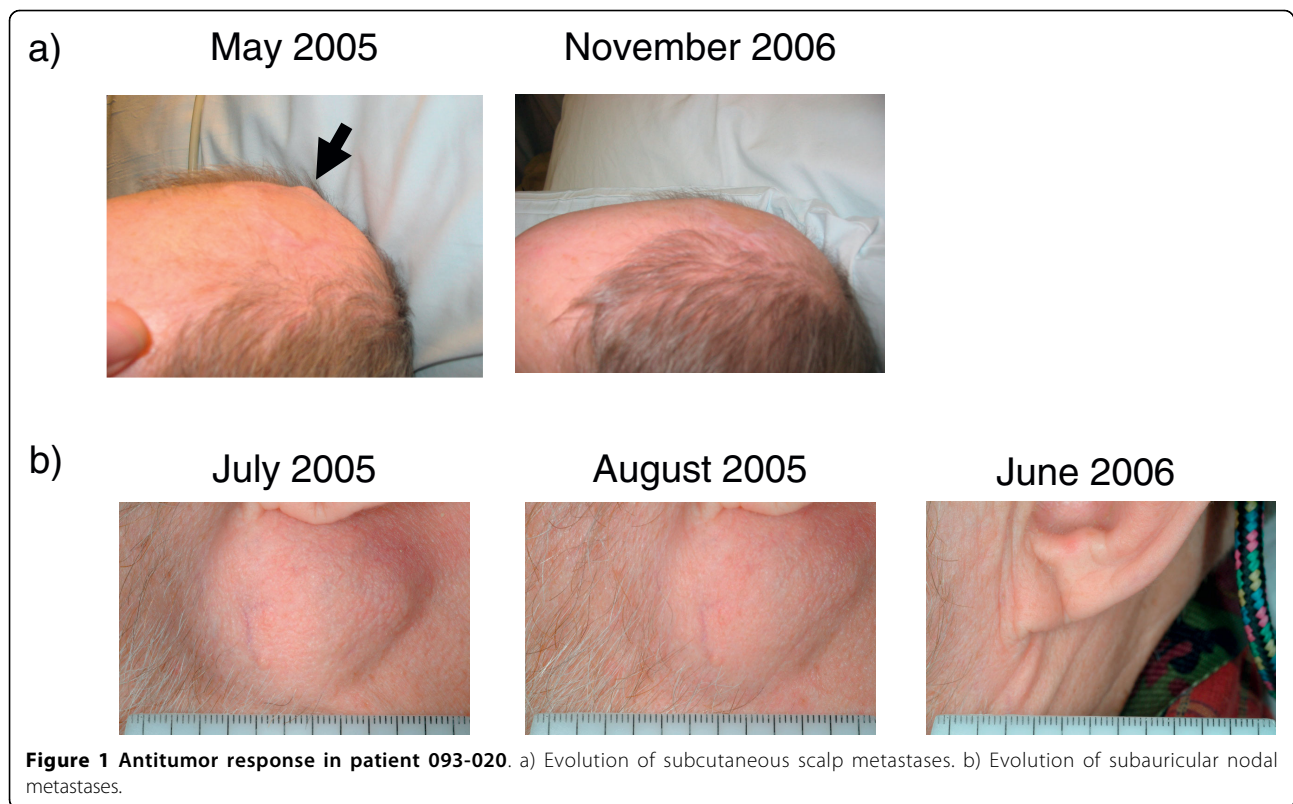 a)
May 2005 November 2006
b)
July 2005 August 2005 June 2006
Figure 1 Antitumor response in patient 093-020. a) Evolution of subcutaneous scalp metastases. b) Evolution of subauricular nodal
metastases.